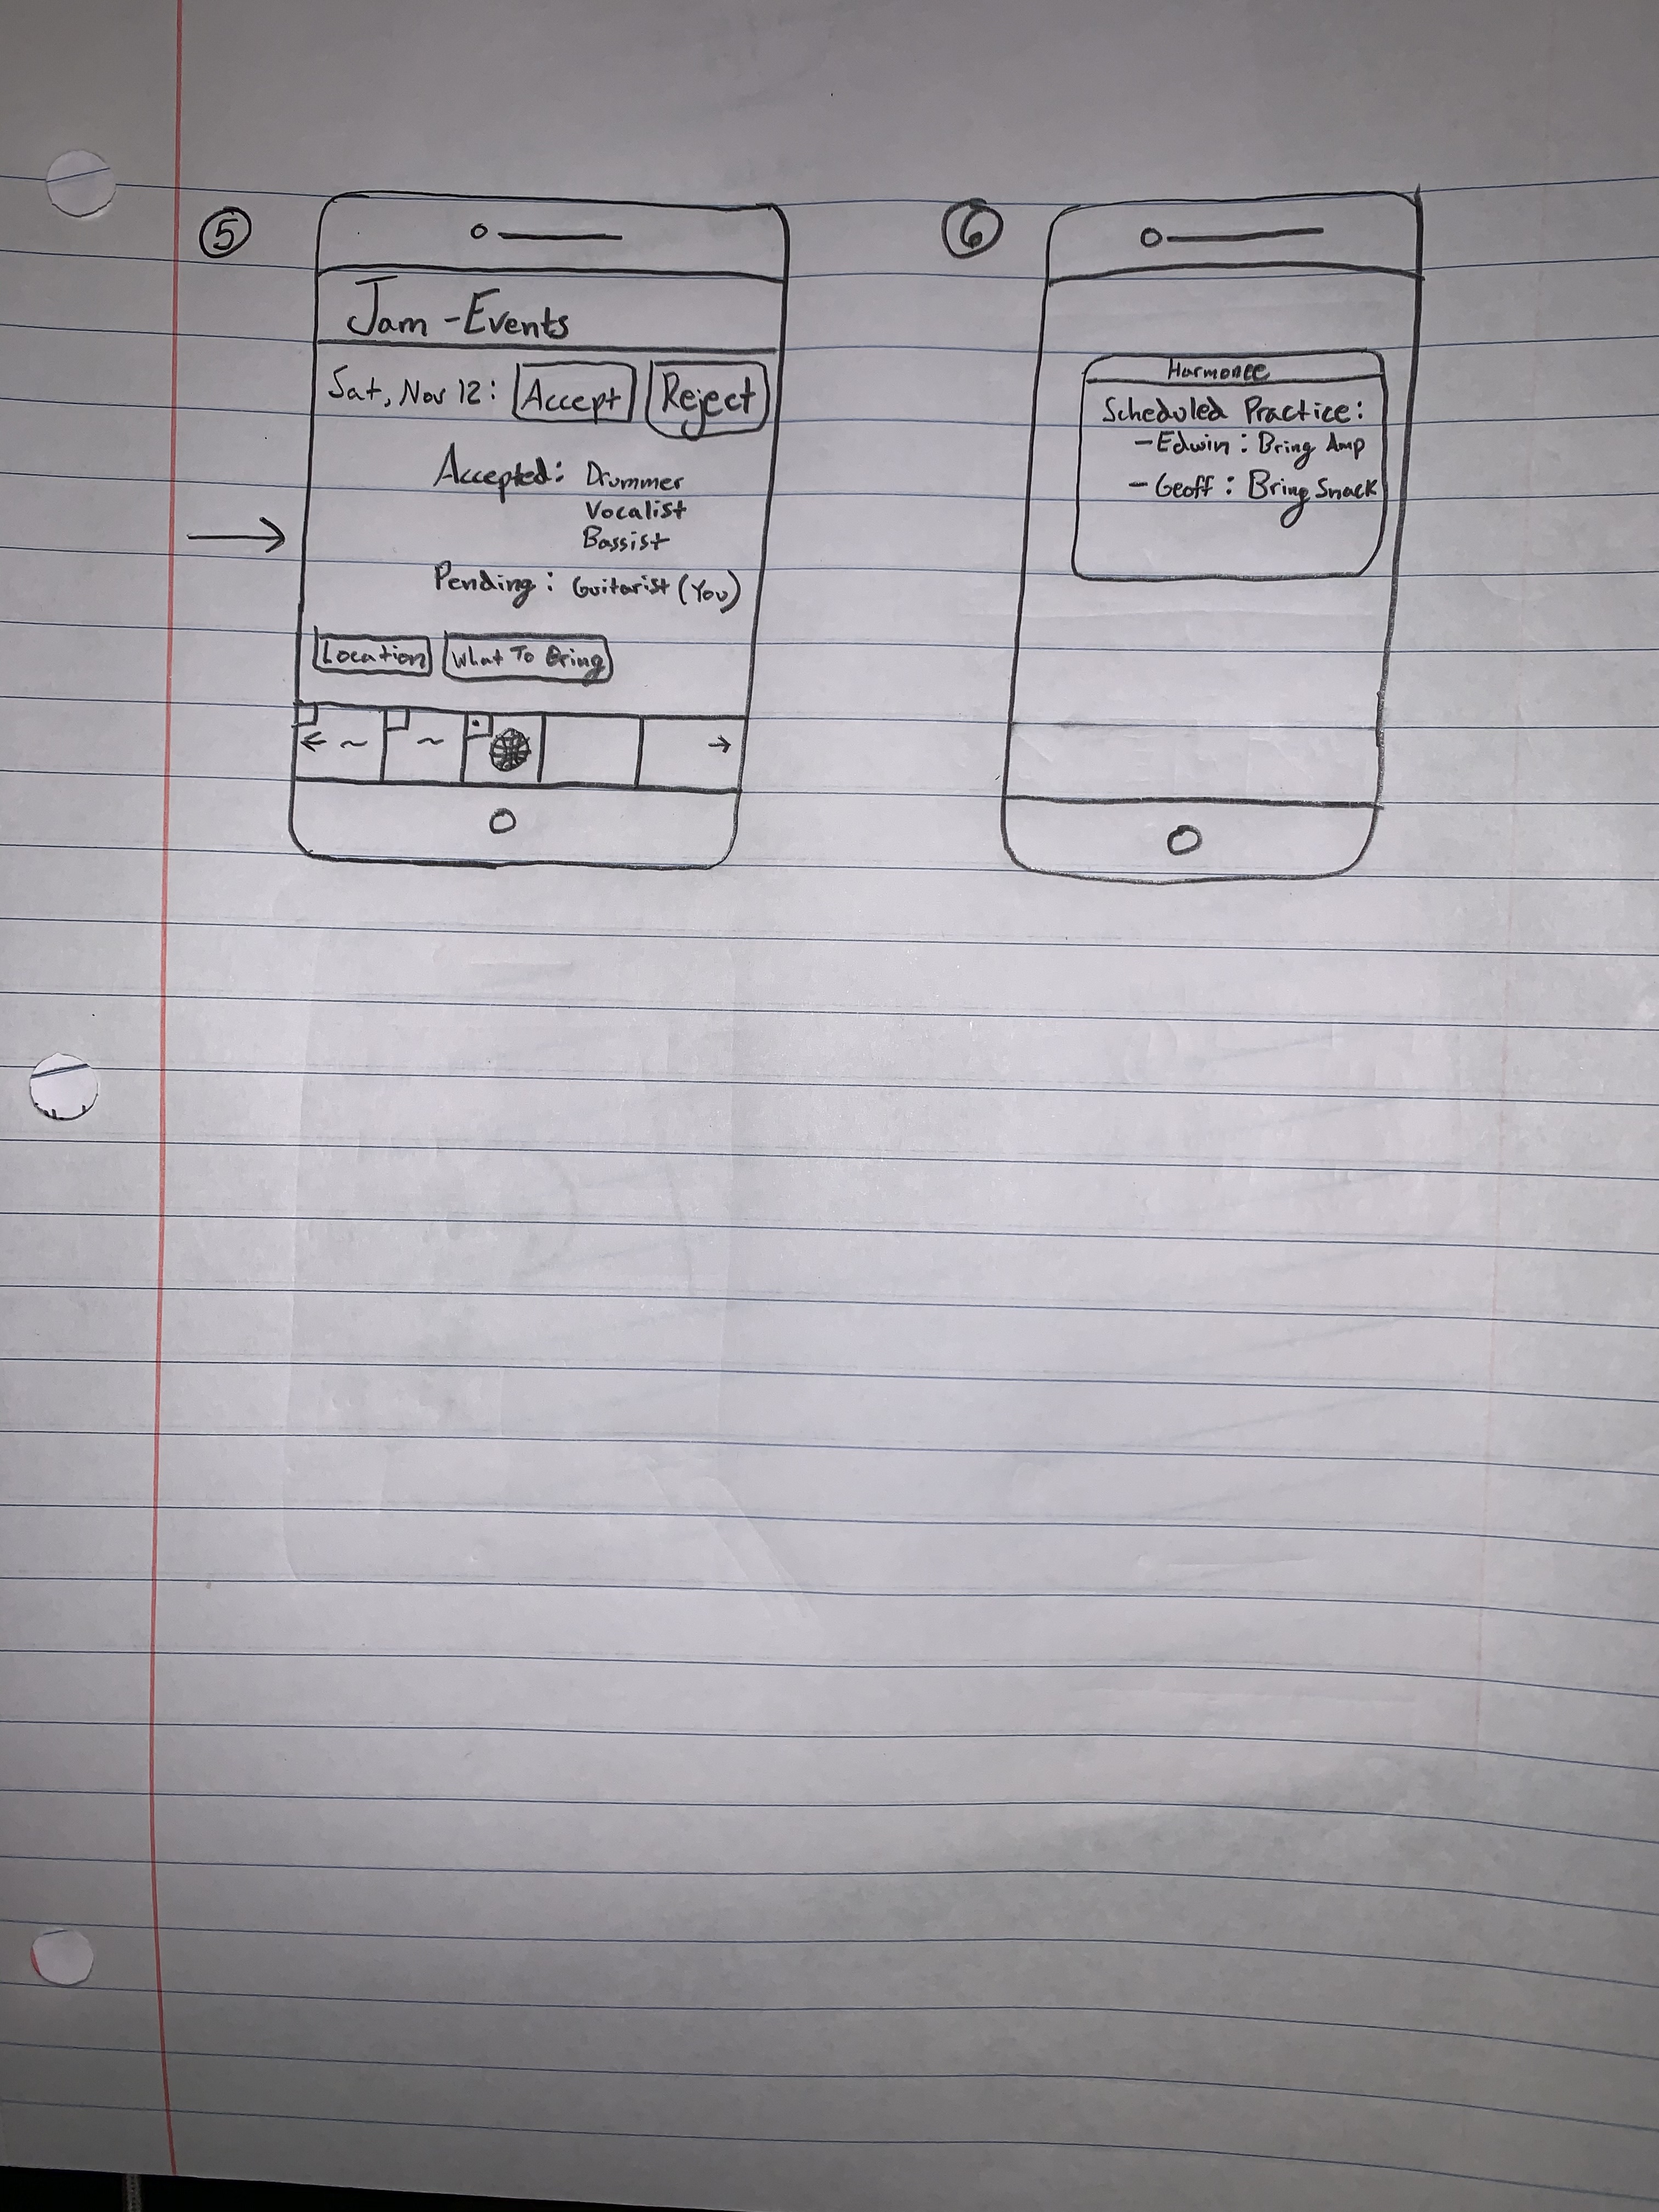 5
Jam - Events
Sat, Nov 12: Accept Reject
Accepted: Drummer
Vocalist
Bassist
Pending: Guitarist (You)
Location What To Bring
6
Harmonee
Scheduled Practice:
- Edwin: Bring Amp
- Geoff: Bring Snack